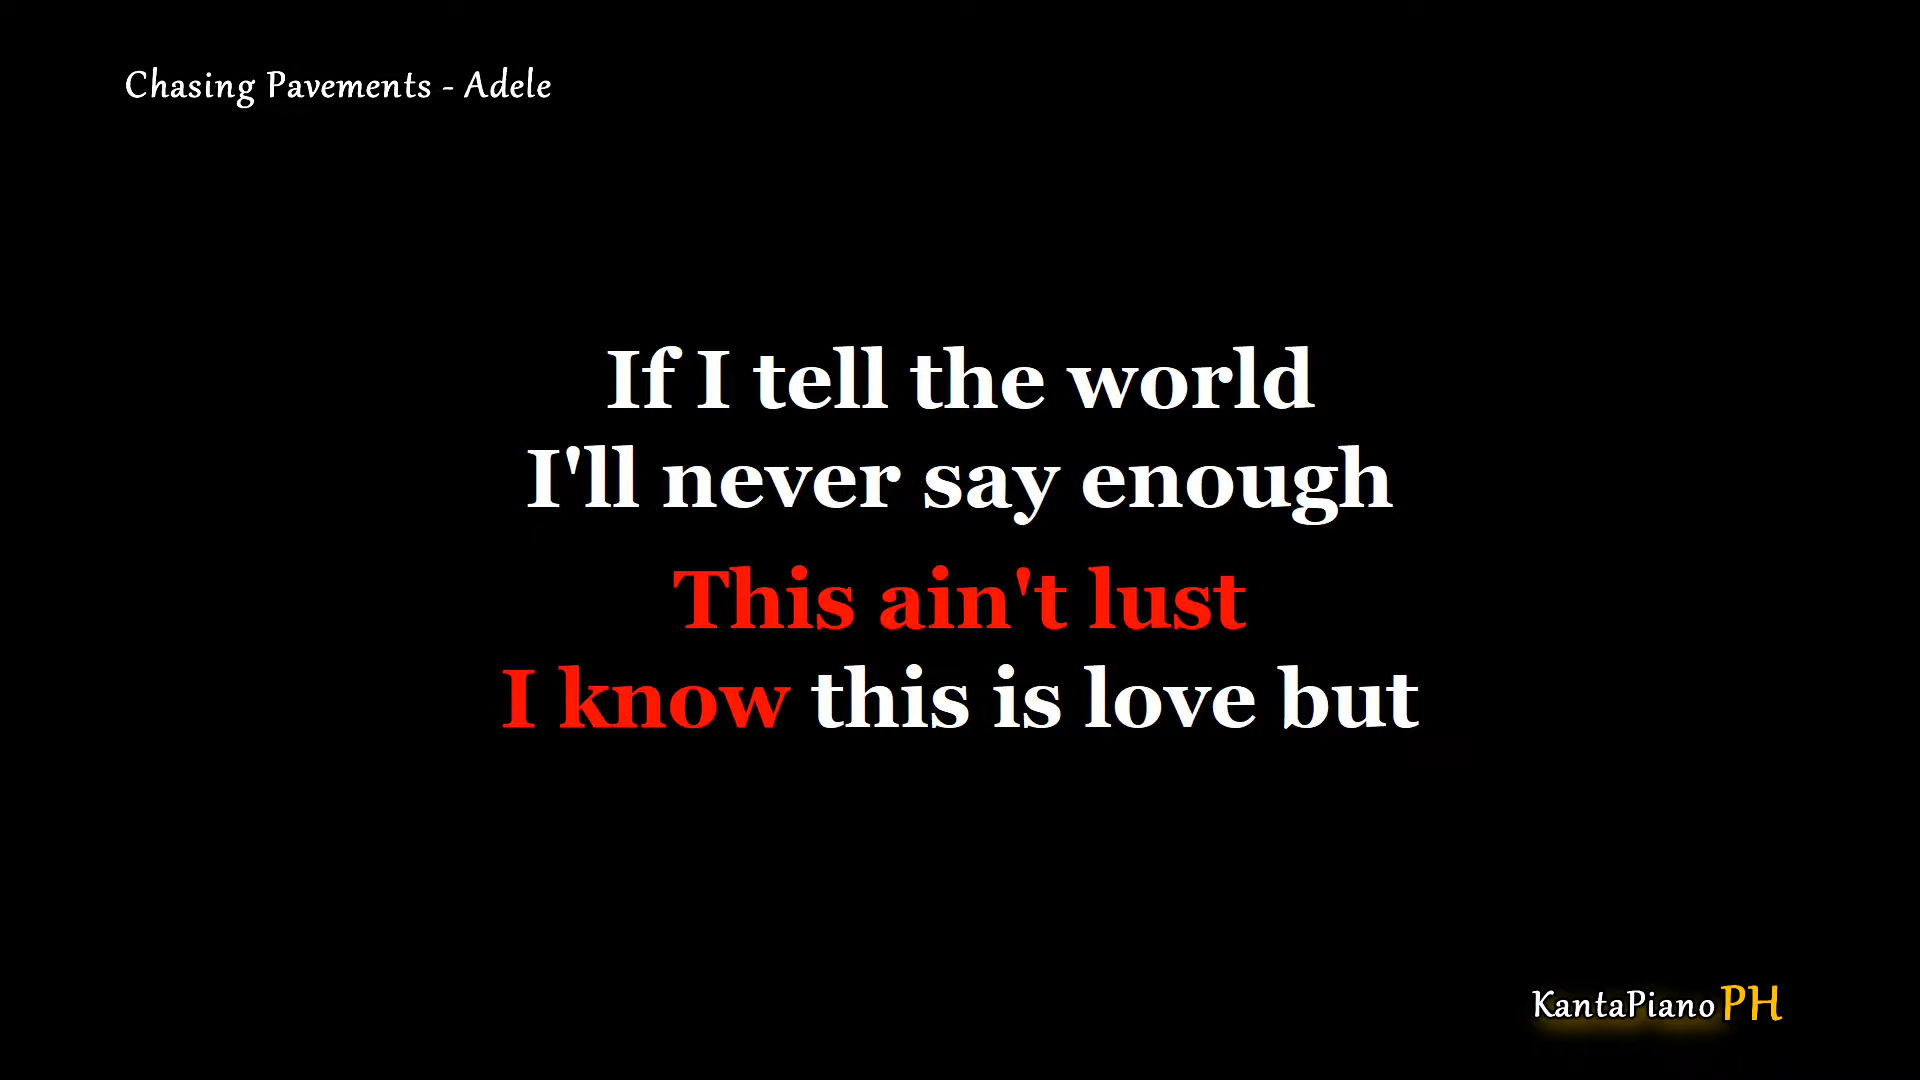 Chasing Pavements - Adele
If I tell the world
I'll never say enough
This ain't lust
I know this is love but
KantaPiano PH